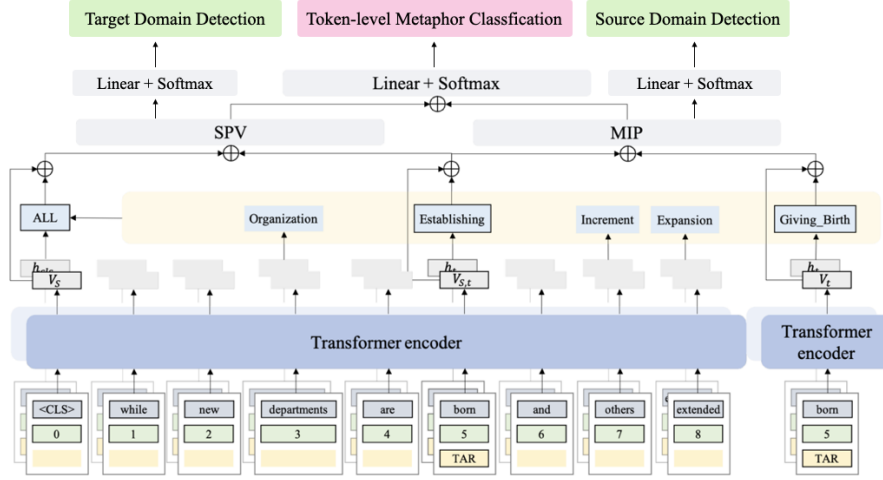 Target Domain Detection Token-level Metaphor Classfication Source Domain Detection
Linear + Softmax Linear + Softmax Linear + Softmax
SPV MIP
ALL Organization Establishing Increment Expansion Giving_Birth
V_S V_{S,t} V_t
Transformer encoder
Transformer
encoder
<CLS> while new departments are born and others extended born
0 1 2 3 4 5 6 7 8 5
TAR TAR